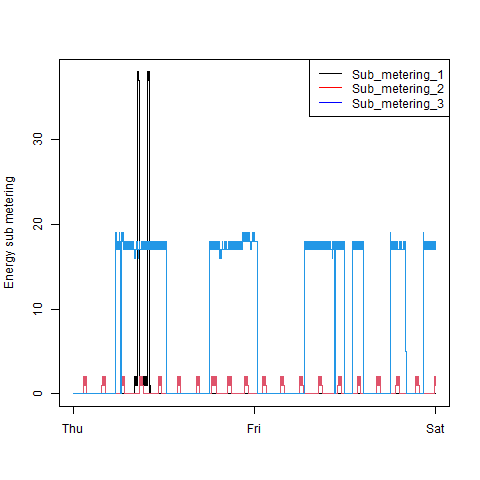 Sub_metering_1
Sub_metering_2
Sub_metering_3
Energy sub metering
30
20
10
0
Thu Fri Sat